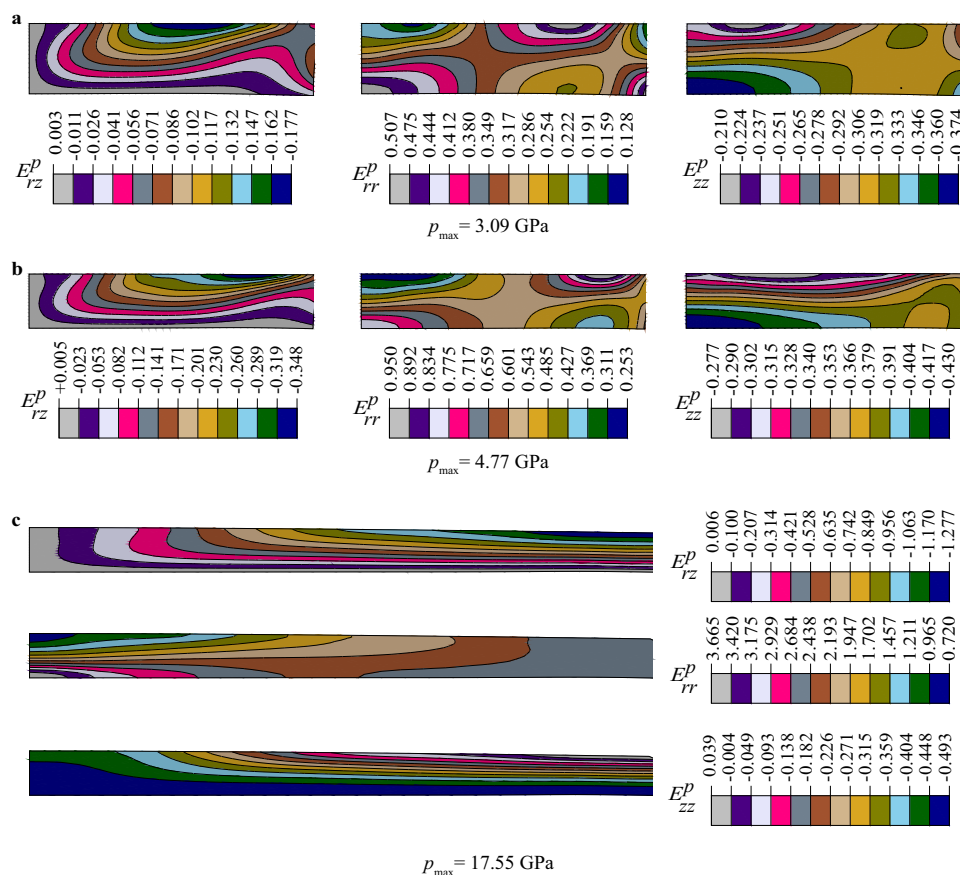 a
0.003 -0.011 -0.026 -0.041 -0.056 -0.071 -0.086 -0.102 -0.117 -0.132 -0.147 -0.162 -0.177
E^p_rz
0.507 0.475 0.444 0.412 0.380 0.349 0.317 0.286 0.254 0.222 0.191 0.159 0.128
E^p_rr
-0.210 -0.224 -0.237 -0.251 -0.265 -0.278 -0.292 -0.306 -0.319 -0.333 -0.346 -0.360 -0.374
E^p_zz
p_max = 3.09 GPa
b
+0.005 -0.023 -0.053 -0.082 -0.112 -0.141 -0.171 -0.201 -0.230 -0.260 -0.289 -0.319 -0.348
E^p_rz
0.950 0.892 0.834 0.775 0.717 0.659 0.601 0.543 0.485 0.427 0.369 0.311 0.253
E^p_rr
-0.277 -0.290 -0.302 -0.315 -0.328 -0.340 -0.353 -0.366 -0.379 -0.391 -0.404 -0.417 -0.430
E^p_zz
p_max = 4.77 GPa
c
0.006 -0.100 -0.207 -0.314 -0.421 -0.528 -0.635 -0.742 -0.849 -0.956 -1.063 -1.170 -1.277
E^p_rz
3.665 3.420 3.175 2.929 2.684 2.438 2.193 1.947 1.702 1.457 1.211 0.965 0.720
E^p_rr
0.039 -0.004 -0.049 -0.093 -0.138 -0.182 -0.226 -0.271 -0.315 -0.359 -0.404 -0.448 -0.493
E^p_zz
p_max = 17.55 GPa